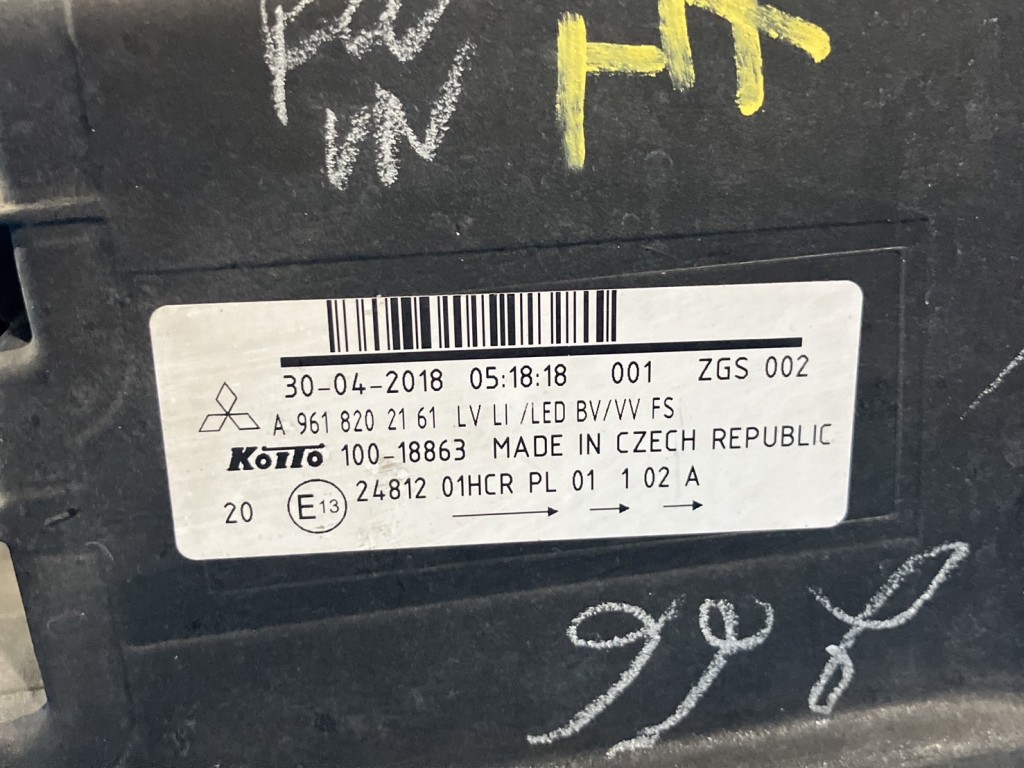 30-04-2018 05:18:18 001 ZGS 002
A 961 820 21 61 LV LI /LED BV/VV FS
KOITO 100-18863 MADE IN CZECH REPUBLIC
24812 01HCR PL 01 1 02 A
20 E13